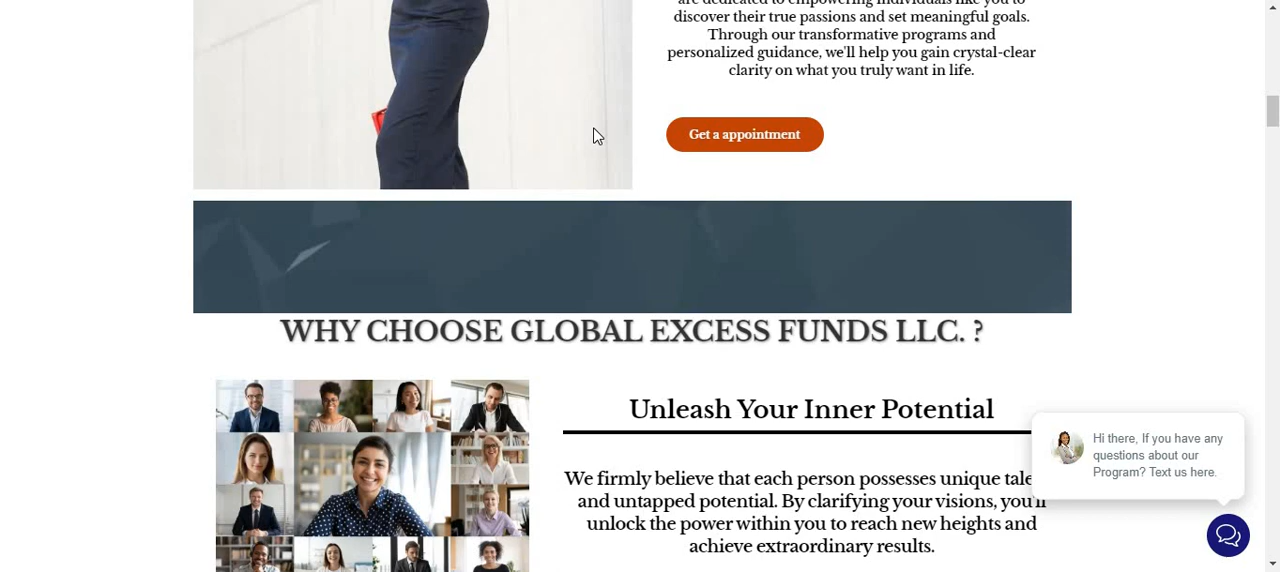 are dedicated to empowering individuals like you to
discover their true passions and set meaningful goals.
Through our transformative programs and
personalized guidance, we'll help you gain crystal-clear
clarity on what you truly want in life.
Get a appointment
WHY CHOOSE GLOBAL EXCESS FUNDS LLC. ?
Unleash Your Inner Potential
We firmly believe that each person possesses unique
and untapped potential. By clarifying your visions, you'll
unlock the power within you to reach new heights and
achieve extraordinary results.
Hi there, If you have any
questions about our
Program? Text us here.